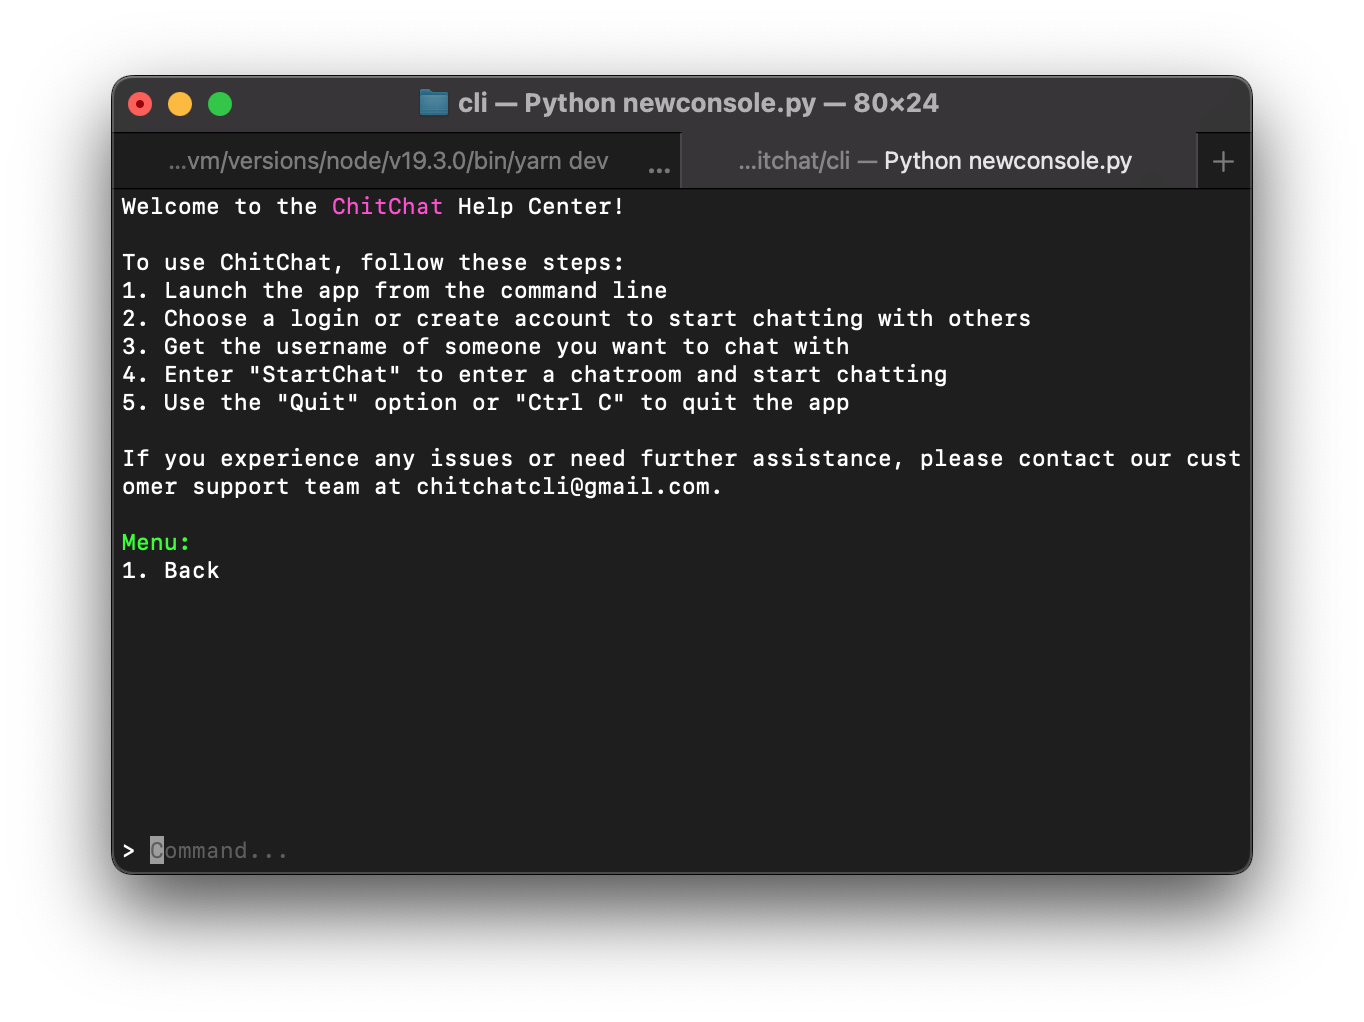 cli — Python newconsole.py — 80×24
...vm/versions/node/v19.3.0/bin/yarn dev ... ...itchat/cli — Python newconsole.py +
Welcome to the ChitChat Help Center!
To use ChitChat, follow these steps:
1. Launch the app from the command line
2. Choose a login or create account to start chatting with others
3. Get the username of someone you want to chat with
4. Enter "StartChat" to enter a chatroom and start chatting
5. Use the "Quit" option or "Ctrl C" to quit the app
If you experience any issues or need further assistance, please contact our cust
omer support team at chitchatcli@gmail.com.
Menu:
1. Back
> Command...